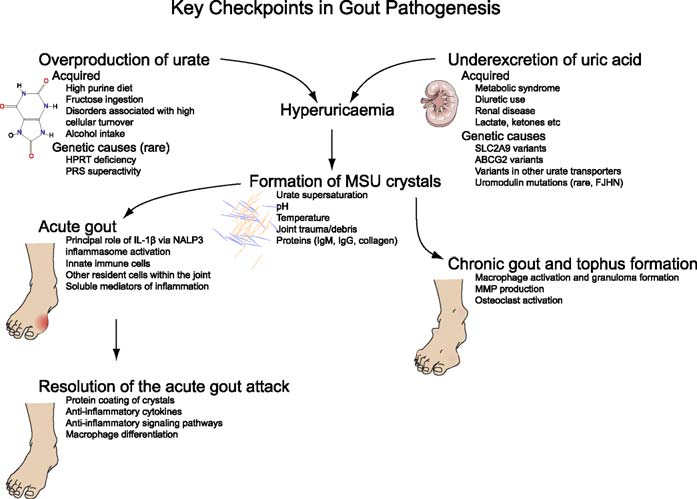 Key Checkpoints in Gout Pathogenesis
Overproduction of urate
Acquired
High purine diet
Fructose ingestion
Disorders associated with high
cellular turnover
Alcohol intake
Genetic causes (rare)
HPRT deficiency
PRS superactivity
H
O
N
N
H
O
O
N
N
H
H
O
Underexcretion of uric acid
Acquired
Metabolic syndrome
Diuretic use
Renal disease
Lactate, ketones etc
Genetic causes
SLC2A9 variants
ABCG2 variants
Variants in other urate transporters
Uromodulin mutations (rare, FJHN)
Hyperuricaemia
Formation of MSU crystals
Urate supersaturation
pH
Temperature
Joint trauma/debris
Proteins (IgM, IgG, collagen)
Acute gout
Principal role of IL-1β via NALP3
inflammasome activation
Innate immune cells
Other resident cells within the joint
Soluble mediators of inflammation
Chronic gout and tophus formation
Macrophage activation and granuloma formation
MMP production
Osteoclast activation
Resolution of the acute gout attack
Protein coating of crystals
Anti-inflammatory cytokines
Anti-inflammatory signaling pathways
Macrophage differentiation